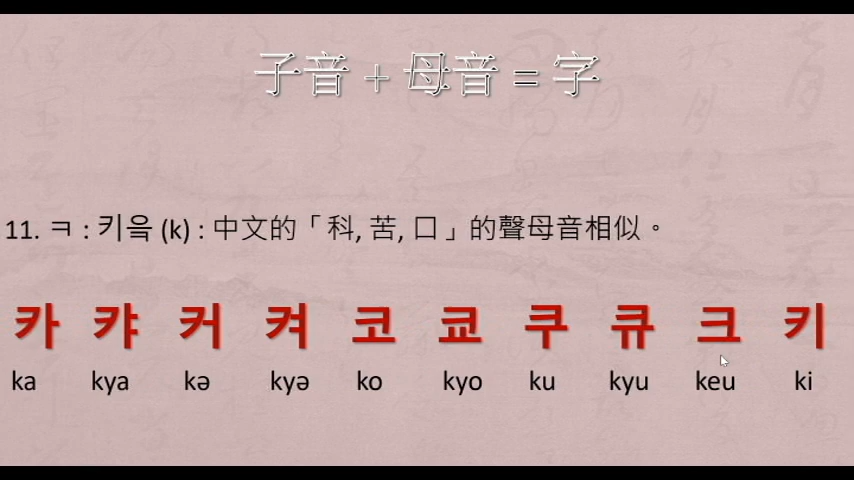 子音 + 母音 = 字
11. ㅋ : 키읔 (k) : 中文的「科, 苦, 口」的聲母音相似。
카 캬 커 켜 코 쿄 쿠 큐 크 키
ka kya kə kyə ko kyo ku kyu keu ki